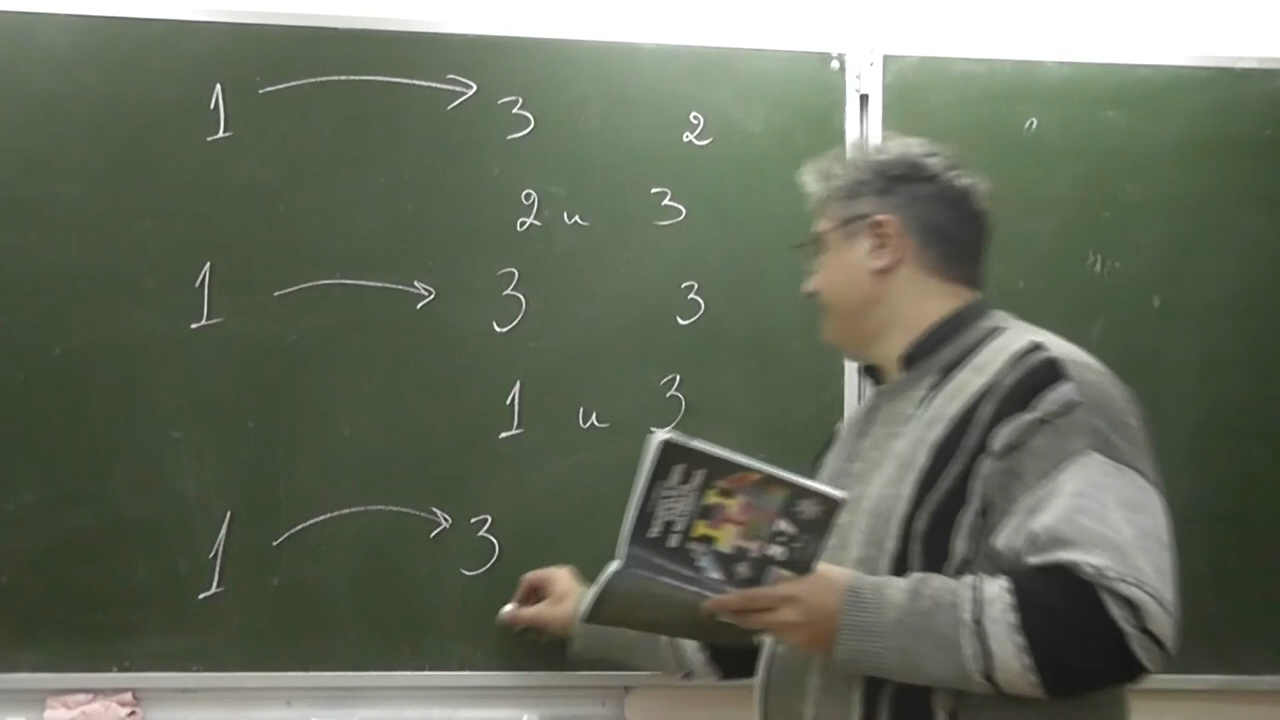 1 → 3 2
2 и 3
1 → 3 3
1 и 3
1 → 3